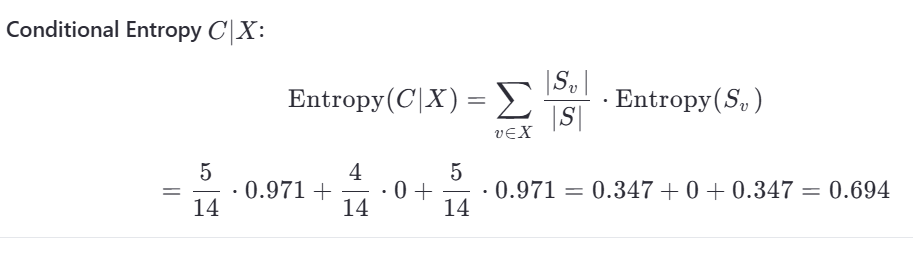 Conditional Entropy C|X:
Entropy(C|X) = ∑_{v∈X} |S_v|/|S| · Entropy(S_v)
= 5/14 · 0.971 + 4/14 · 0 + 5/14 · 0.971 = 0.347 + 0 + 0.347 = 0.694